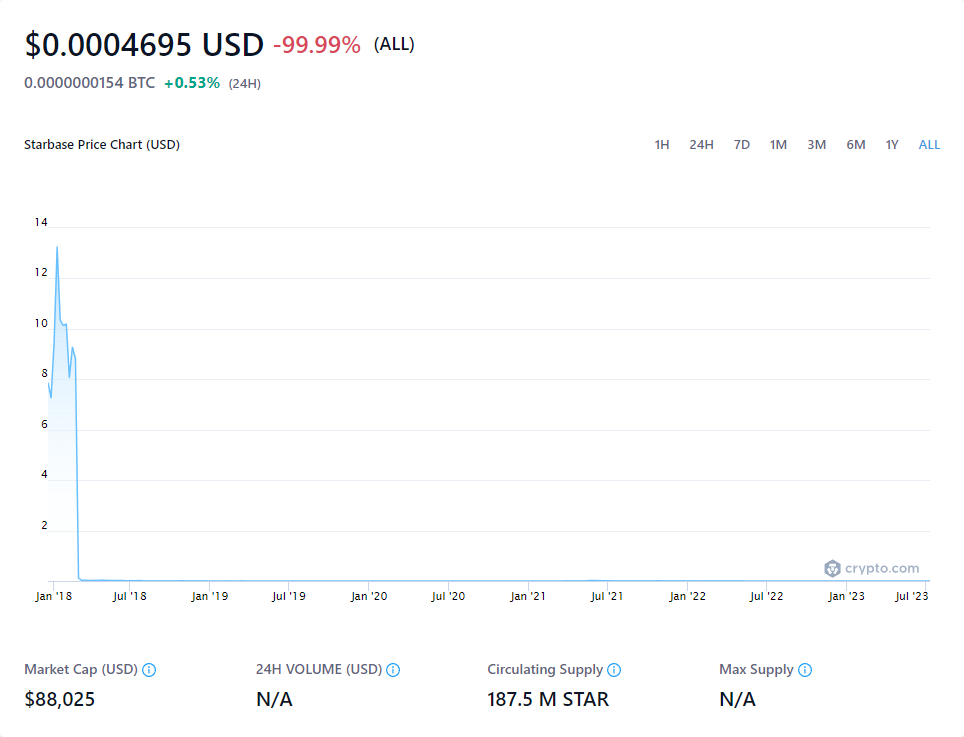 $0.0004695 USD -99.99% (ALL)
0.0000000154 BTC +0.53% (24H)
Starbase Price Chart (USD) 1H 24H 7D 1M 3M 6M 1Y ALL
14
12
10
8
6
4
2
crypto.com
Jan '18 Jul '18 Jan '19 Jul '19 Jan '20 Jul '20 Jan '21 Jul '21 Jan '22 Jul '22 Jan '23 Jul '23
Market Cap (USD) 24H VOLUME (USD) Circulating Supply Max Supply
$88,025 N/A 187.5 M STAR N/A